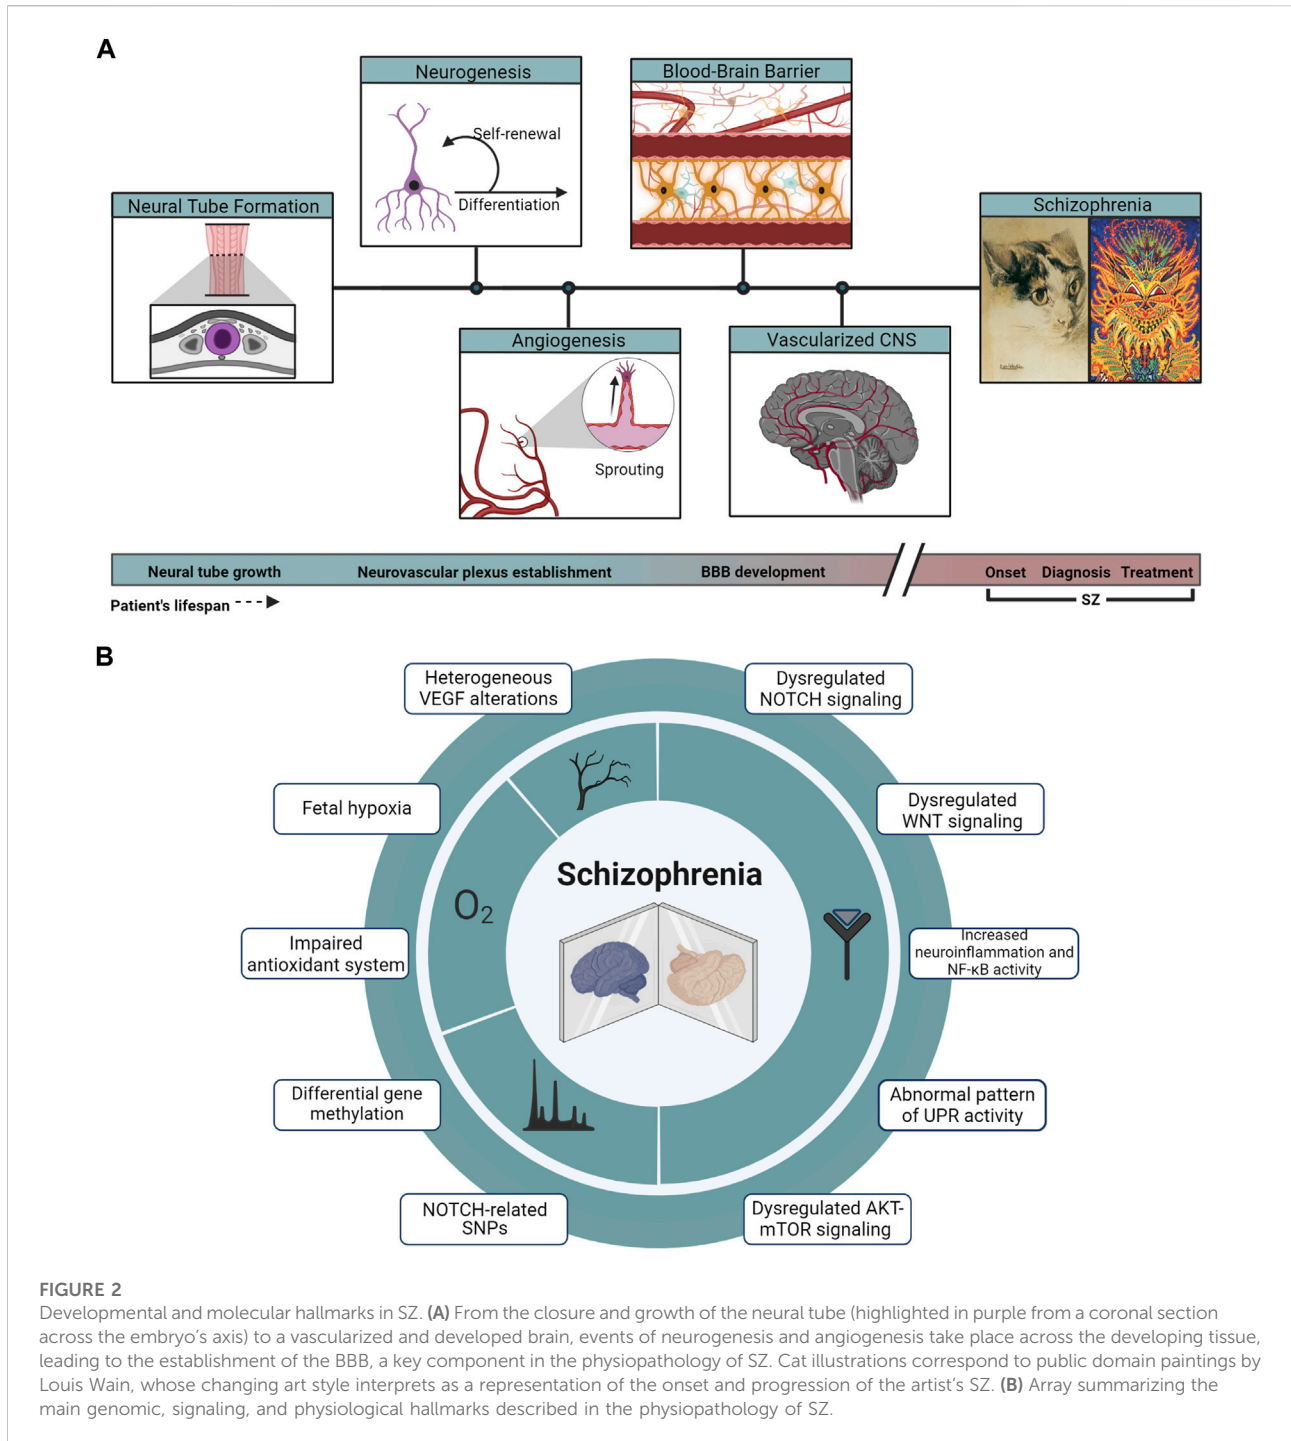 A
Neurogenesis
Self-renewal
Differentiation
Blood-Brain Barrier
Neural Tube Formation
Schizophrenia
Angiogenesis
Sprouting
Vascularized CNS
Neural tube growth
Neurovascular plexus establishment
BBB development
Onset
Diagnosis
Treatment
Patient's lifespan
SZ
B
Heterogeneous
VEGF alterations
Dysregulated
NOTCH signaling
Fetal hypoxia
Dysregulated
WNT signaling
Schizophrenia
O₂
Impaired
antioxidant system
Increased
neuroinflammation and
NF-κB activity
Differential gene
methylation
Abnormal pattern
of UPR activity
NOTCH-related
SNPs
Dysregulated AKT-
mTOR signaling
FIGURE 2
Developmental and molecular hallmarks in SZ. (A) From the closure and growth of the neural tube (highlighted in purple from a coronal section
across the embryo's axis) to a vascularized and developed brain, events of neurogenesis and angiogenesis take place across the developing tissue,
leading to the establishment of the BBB, a key component in the physiopathology of SZ. Cat illustrations correspond to public domain paintings by
Louis Wain, whose changing art style interprets as a representation of the onset and progression of the artist's SZ. (B) Array summarizing the
main genomic, signaling, and physiological hallmarks described in the physiopathology of SZ.